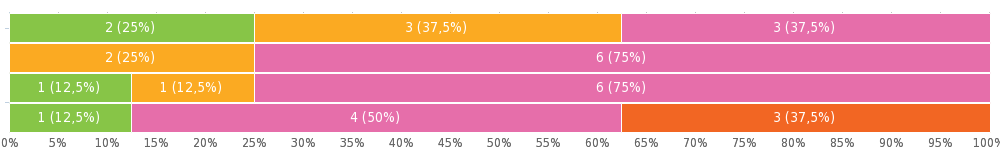 2 (25%) 3 (37,5%) 3 (37,5%)
2 (25%) 6 (75%)
1 (12,5%) 1 (12,5%) 6 (75%)
1 (12,5%) 4 (50%) 3 (37,5%)
0% 5% 10% 15% 20% 25% 30% 35% 40% 45% 50% 55% 60% 65% 70% 75% 80% 85% 90% 95% 100%